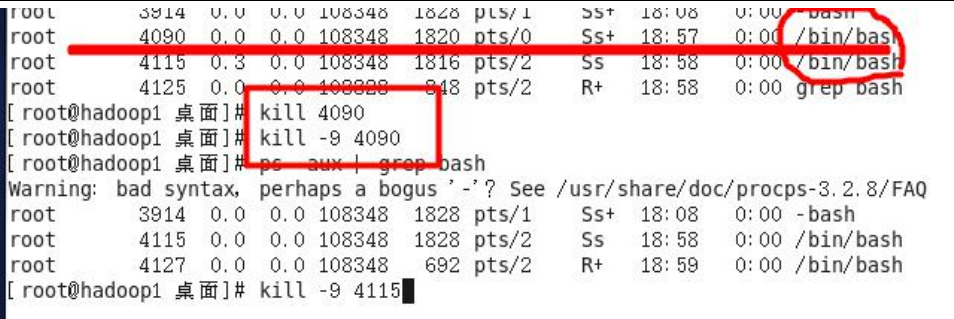 root 3914 0.0 0.0 108348 1828 pts/1 Ss+ 18:08 0:00 -bash
root 4090 0.0 0.0 108348 1820 pts/0 Ss+ 18:57 0:00 /bin/bash
root 4115 0.3 0.0 108348 1816 pts/2 Ss 18:58 0:00 /bin/bash
root 4125 0.0 0.0 848 pts/2 R+ 18:58 0:00 grep bash
[root@hadoop1 桌面]# kill 4090
[root@hadoop1 桌面]# kill -9 4090
[root@hadoop1 桌面]# ps -aux | grep bash
Warning: bad syntax, perhaps a bogus '-'? See /usr/share/doc/procps-3.2.8/FAQ
root 3914 0.0 0.0 108348 1828 pts/1 Ss+ 18:08 0:00 -bash
root 4115 0.0 0.0 108348 1828 pts/2 Ss 18:58 0:00 /bin/bash
root 4127 0.0 0.0 108348 692 pts/2 R+ 18:59 0:00 /bin/bash
[root@hadoop1 桌面]# kill -9 4115